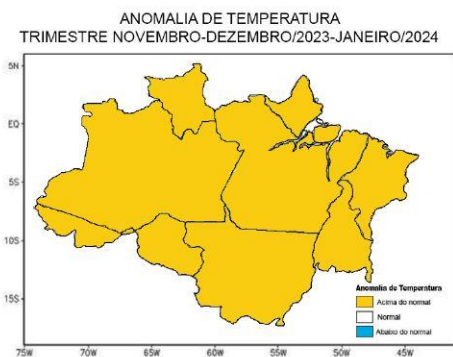 ANOMALIA DE TEMPERATURA
TRIMESTRE NOVEMBRO-DEZEMBRO/2023-JANEIRO/2024
5N
EQ
5S
10S
15S
75W 70W 65W 60W 55W 50W 45W
Anomalia de Temperatura
Acima do normal
Normal
Abaixo do normal